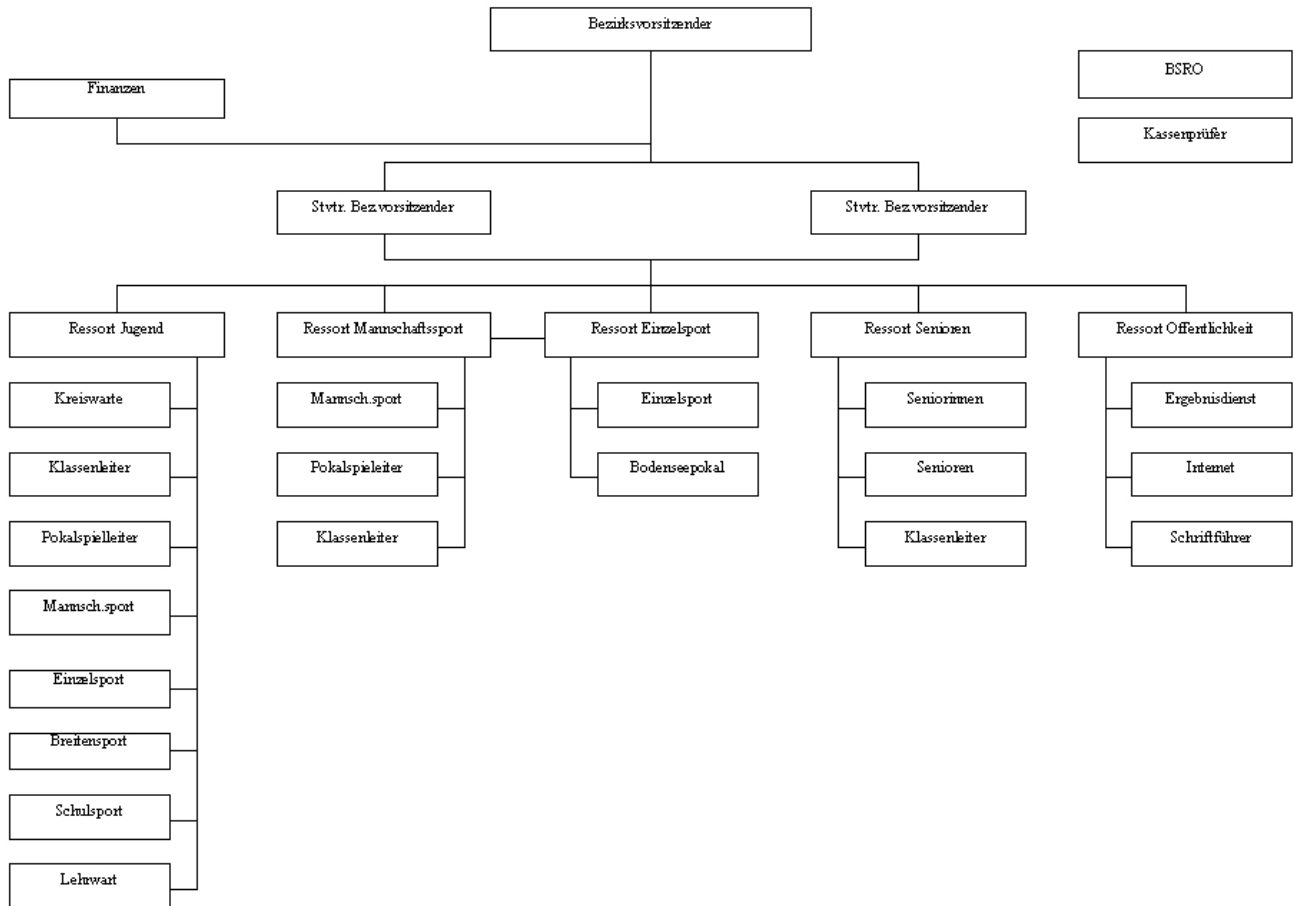 Bezirksvorsitzender
BSRO
Finanzen
Kassenprüfer
Stvtr. Bez.vorsitzender
Stvtr. Bez.vorsitzender
Ressort Jugend
Ressort Mannschaftssport
Ressort Einzelsport
Ressort Senioren
Ressort Offentlichkeit
Kreiswarte
Mannsch.sport
Einzelsport
Seniorinnen
Ergebnisdienst
Klassenleiter
Pokalspieleiter
Bodenseepokal
Senioren
Internet
Pokalspielleiter
Klassenleiter
Klassenleiter
Schriftführer
Mannsch.sport
Einzelsport
Breitensport
Schulsport
Lehrwart